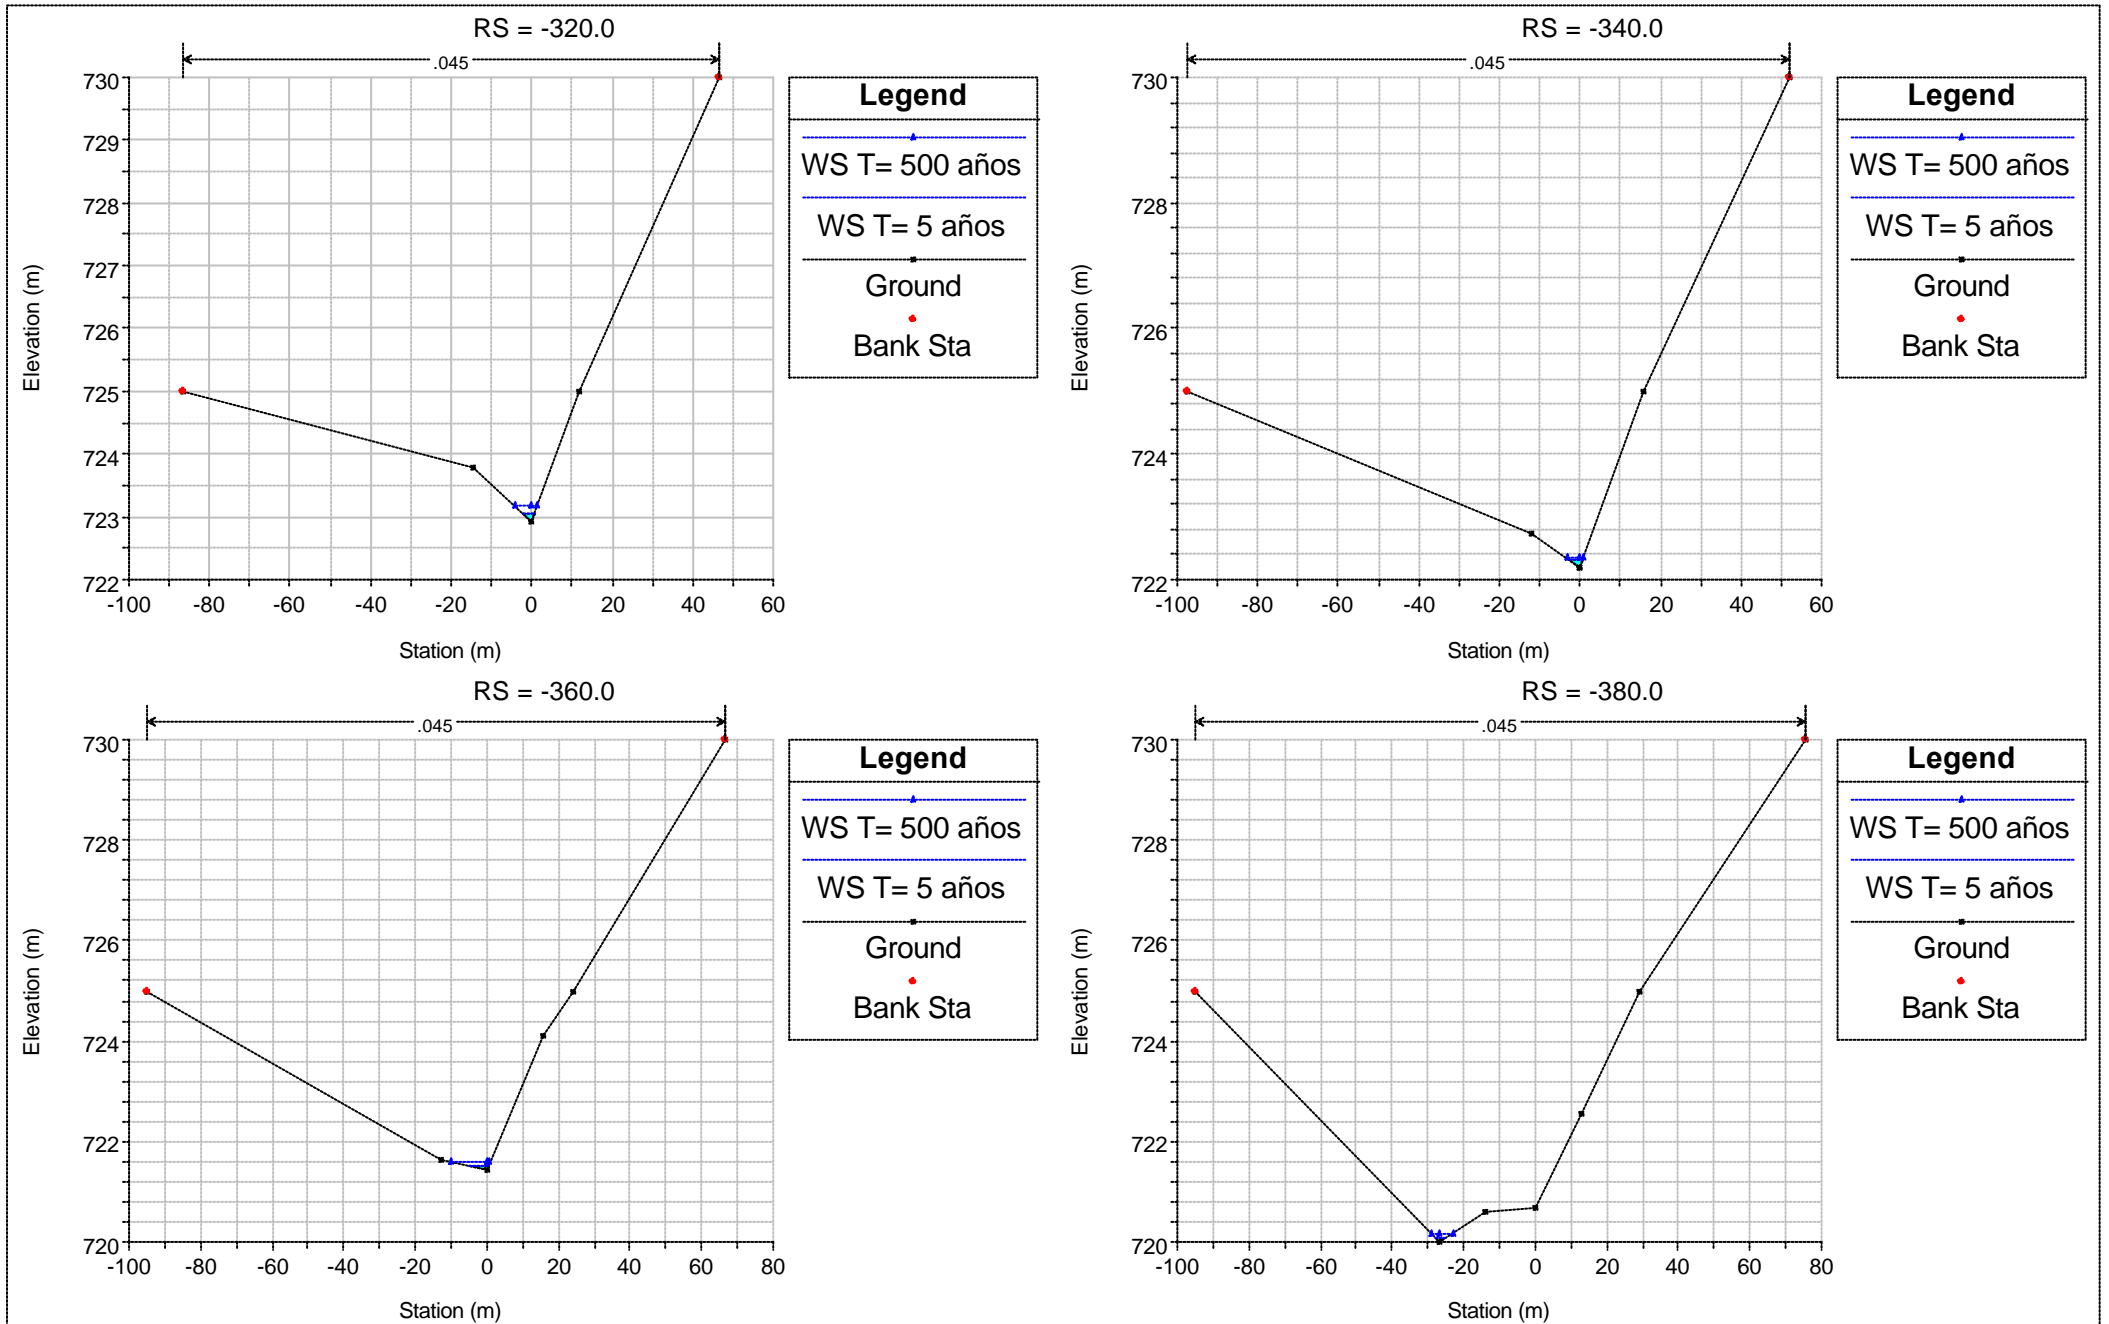 RS = -320.0
.045
730
729
728
727
726
725
724
723
722
-100 -80 -60 -40 -20 0 20 40 60
Station (m)
Elevation (m)
Legend
WS T= 500 años
WS T= 5 años
Ground
Bank Sta
RS = -340.0
.045
730
728
726
724
722
-100 -80 -60 -40 -20 0 20 40 60
Station (m)
Elevation (m)
Legend
WS T= 500 años
WS T= 5 años
Ground
Bank Sta
RS = -360.0
.045
730
728
726
724
722
720
-100 -80 -60 -40 -20 0 20 40 60 80
Station (m)
Elevation (m)
Legend
WS T= 500 años
WS T= 5 años
Ground
Bank Sta
RS = -380.0
.045
730
728
726
724
722
720
-100 -80 -60 -40 -20 0 20 40 60 80
Station (m)
Elevation (m)
Legend
WS T= 500 años
WS T= 5 años
Ground
Bank Sta